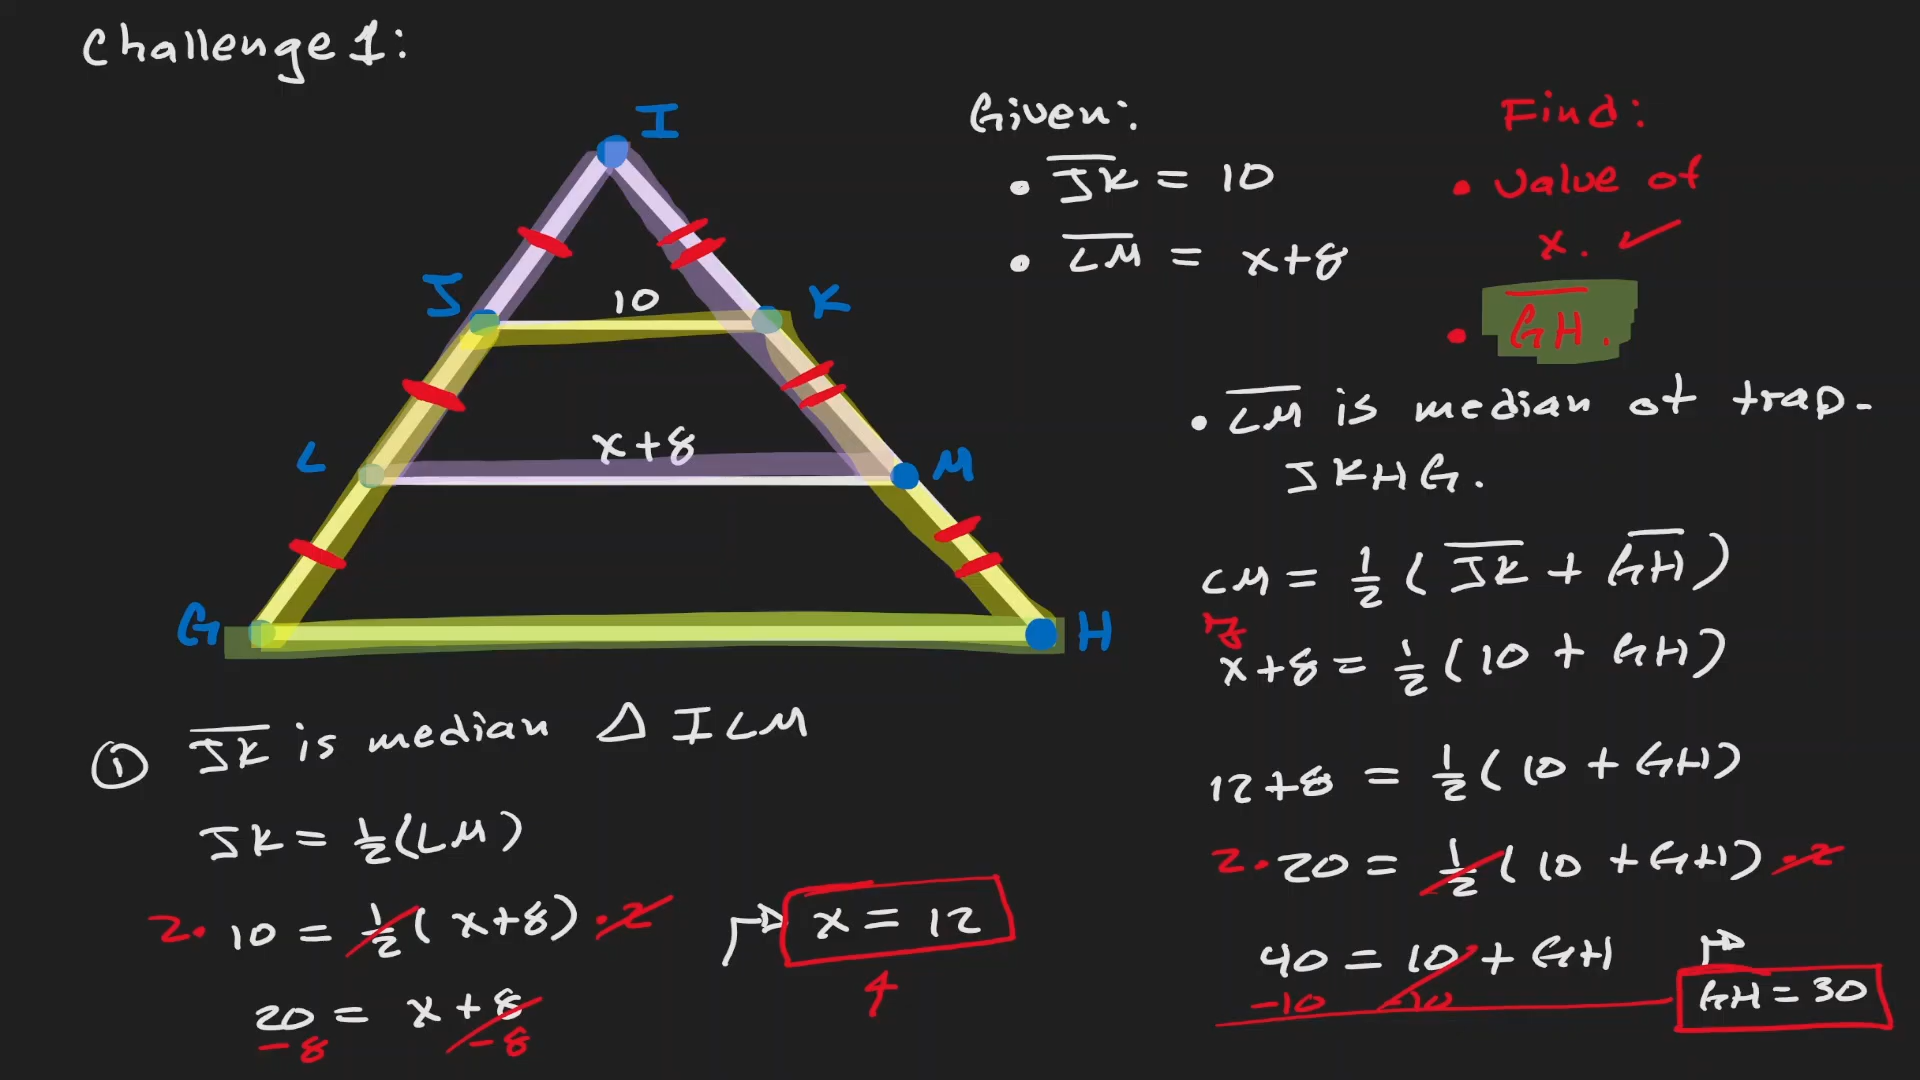 Challenge 1:
I
J
K
10
L
M
x+8
G
H
Given:
• JK = 10
• LM = x+8
Find:
• value of
x. ✓
• GH.
① JK is median △ ILM
JK = 1/2 (LM)
2· 10 = 1/2 ( x+8) ·2
20 = x + 8
-8 -8
x = 12
4
• LM is median of trap-
JKHG.
LM = 1/2 ( JK + GH )
x+8 = 1/2 ( 10 + GH )
12+8 = 1/2 ( 10 + GH )
2· 20 = 1/2 ( 10 + GH ) ·2
40 = 10 + GH
-10 -10
GH = 30